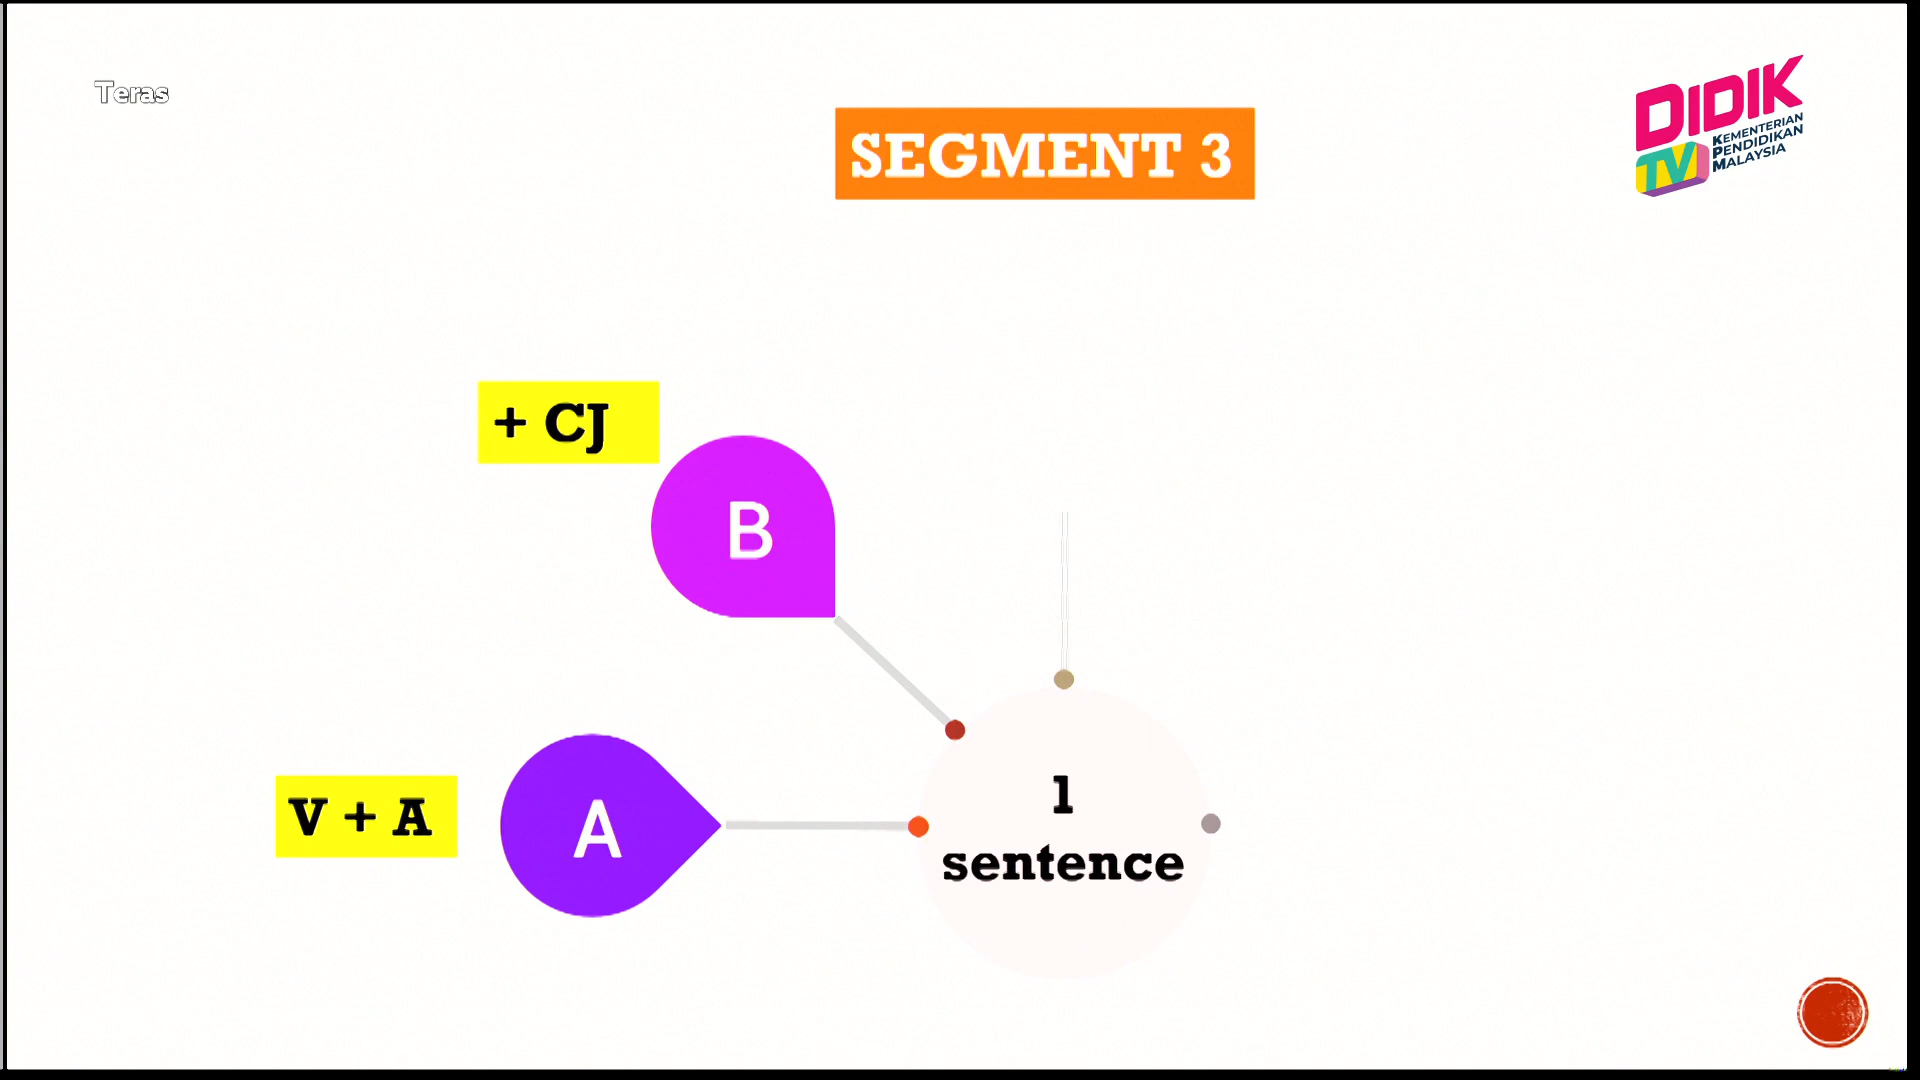 Teras
SEGMENT 3
DIDIK
TV
KEMENTERIAN
PENDIDIKAN
MALAYSIA
+ CJ
B
V + A
A
1
sentence